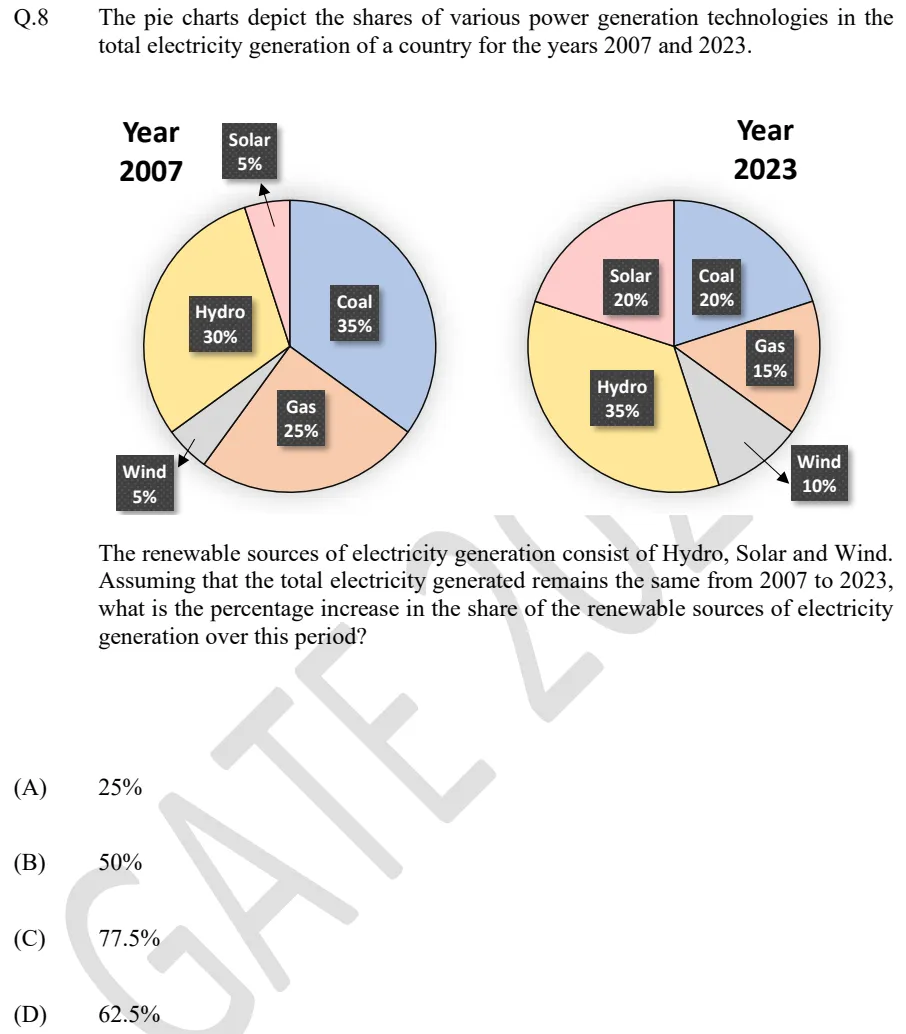 Q.8 The pie charts depict the shares of various power generation technologies in the
total electricity generation of a country for the years 2007 and 2023.
Year
2007
Solar
5%
Coal
35%
Gas
25%
Wind
5%
Hydro
30%
Year
2023
Solar
20%
Coal
20%
Gas
15%
Wind
10%
Hydro
35%
The renewable sources of electricity generation consist of Hydro, Solar and Wind.
Assuming that the total electricity generated remains the same from 2007 to 2023,
what is the percentage increase in the share of the renewable sources of electricity
generation over this period?
(A) 25%
(B) 50%
(C) 77.5%
(D) 62.5%
GATE